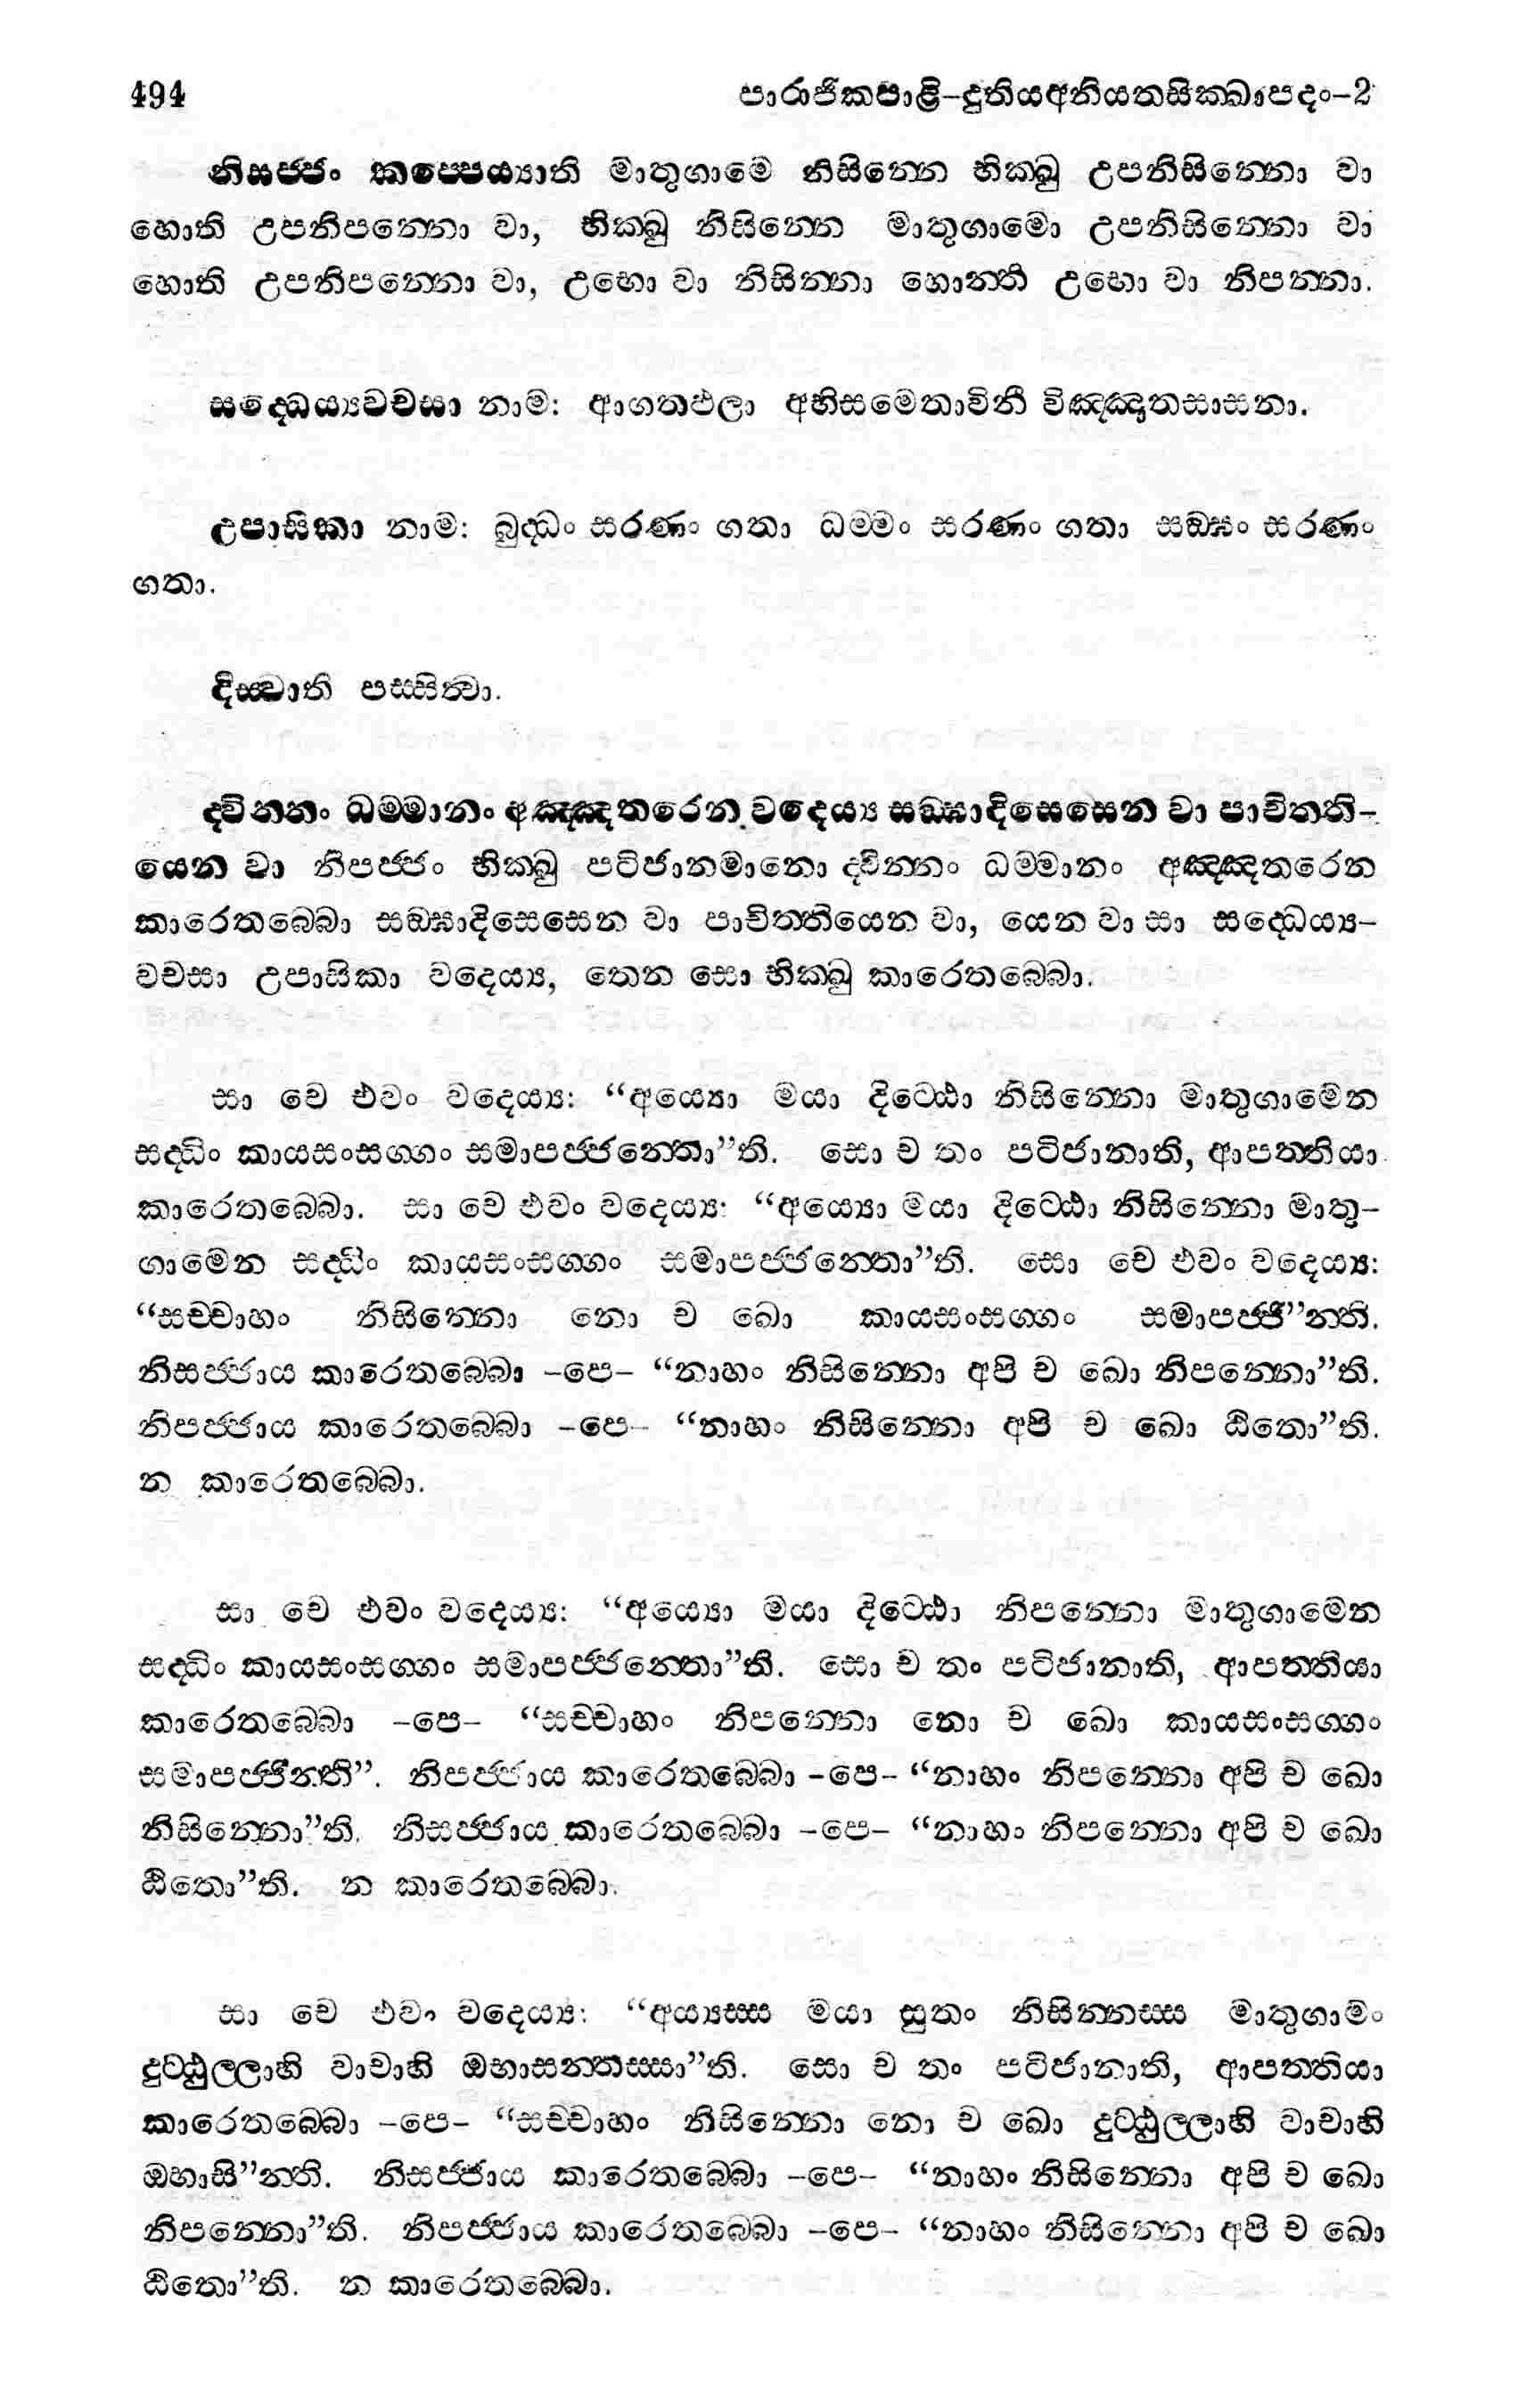 494 පාරාජිකපාළි–දුතියඅනියතසික්ඛාපදං–2
නිසජ්ජං කප්පෙය්‍යාති මාතුගාමෙ නිසින්නෙ භික්ඛු උපනිසින්නො වා
හොති උපනිපන්නො වා, භික්ඛු නිසින්නෙ මාතුගාමො උපනිසින්නො වා
හොති උපනිපන්නො වා, උභො වා නිසින්නා හොන්ති උභො වා නිපන්නා.
සද්ධෙය්‍යවචසා නාම: ආගතඵලා අභිසමෙතාවිනී විඤ්ඤාතසාසනා.
උපාසිකා නාම: බුද්ධං සරණං ගතා ධම්මං සරණං ගතා සඞ්ඝං සරණං
ගතා.
දිස්වාති පස්සිත්වා.
ද්වින්නං ධම්මානං අඤ්ඤතරෙන වදෙය්‍ය සඞ්ඝාදිසෙසෙන වා පාචිත්ති–
යෙන වා නිපජ්ජං භික්ඛු පටිජානමානො ද්වින්නං ධම්මානං අඤ්ඤතරෙන
කාරෙතබ්බො සඞ්ඝාදිසෙසෙන වා පාචිත්තියෙන වා, යෙන වා සා සද්ධෙය්‍ය–
වචසා උපාසිකා වදෙය්‍ය, තෙන සො භික්ඛු කාරෙතබ්බො.
සා චෙ එවං වදෙය්‍ය: “අය්‍යො මයා දිට්ඨො නිසින්නො මාතුගාමෙන
සද්ධිං කායසංසග්ගං සමාපජ්ජන්තො”ති. සො ච තං පටිජානාති, ආපත්තියා
කාරෙතබ්බො. සා චෙ එවං වදෙය්‍ය: “අය්‍යො මයා දිට්ඨො නිසින්නො මාතු–
ගාමෙන සද්ධිං කායසංසග්ගං සමාපජ්ජන්තො”ති. සො චෙ එවං වදෙය්‍ය:
“සච්චාහං නිසින්නො නො ච ඛො කායසංසග්ගං සමාපජ්ජි”න්ති.
නිසජ්ජාය කාරෙතබ්බො –පෙ– “නාහං නිසින්නො අපි ච ඛො නිපන්නො”ති.
නිපජ්ජාය කාරෙතබ්බො –පෙ– “නාහං නිසින්නො අපි ච ඛො ඨිතො”ති.
න කාරෙතබ්බො.
සා චෙ එවං වදෙය්‍ය: “අය්‍යො මයා දිට්ඨො නිපන්නො මාතුගාමෙන
සද්ධිං කායසංසග්ගං සමාපජ්ජන්තො”ති. සො ච තං පටිජානාති, ආපත්තියා
කාරෙතබ්බො –පෙ– “සච්චාහං නිපන්නො නො ච ඛො කායසංසග්ගං
සමාපජ්ජින්ති”. නිපජ්ජාය කාරෙතබ්බො –පෙ– “නාහං නිපන්නො අපි ච ඛො
නිසින්නො”ති. නිසජ්ජාය කාරෙතබ්බො –පෙ– “නාහං නිපන්නො අපි ච ඛො
ඨිතො”ති. න කාරෙතබ්බො.
සා චෙ එවං වදෙය්‍ය: “අය්‍යස්ස මයා සුතං නිසින්නස්ස මාතුගාමං
දුට්ඨුල්ලාහි වාචාහි ඔභාසන්තස්සා”ති. සො ච තං පටිජානාති, ආපත්තියා
කාරෙතබ්බො –පෙ– “සච්චාහං නිසින්නො නො ච ඛො දුට්ඨුල්ලාහි වාචාහි
ඔභාසි”න්ති. නිසජ්ජාය කාරෙතබ්බො –පෙ– “නාහං නිසින්නො අපි ච ඛො
නිපන්නො”ති. නිපජ්ජාය කාරෙතබ්බො –පෙ– “නාහං නිසින්නො අපි ච ඛො
ඨිතො”ති. න කාරෙතබ්බො.